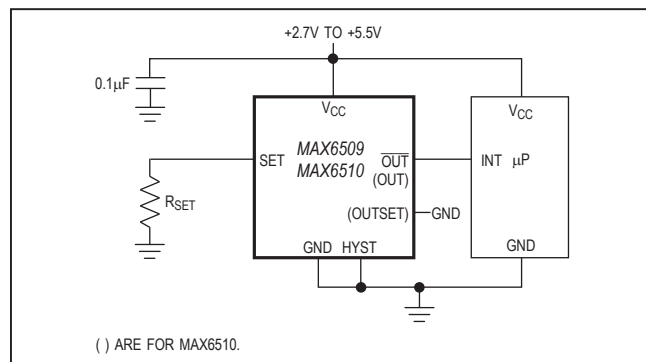 +2.7V TO +5.5V
0.1µF
VCC
VCC
MAX6509
MAX6510
SET
OUT
(OUT)
INT µP
RSET
(OUTSET)
GND
GND HYST
GND
( ) ARE FOR MAX6510.